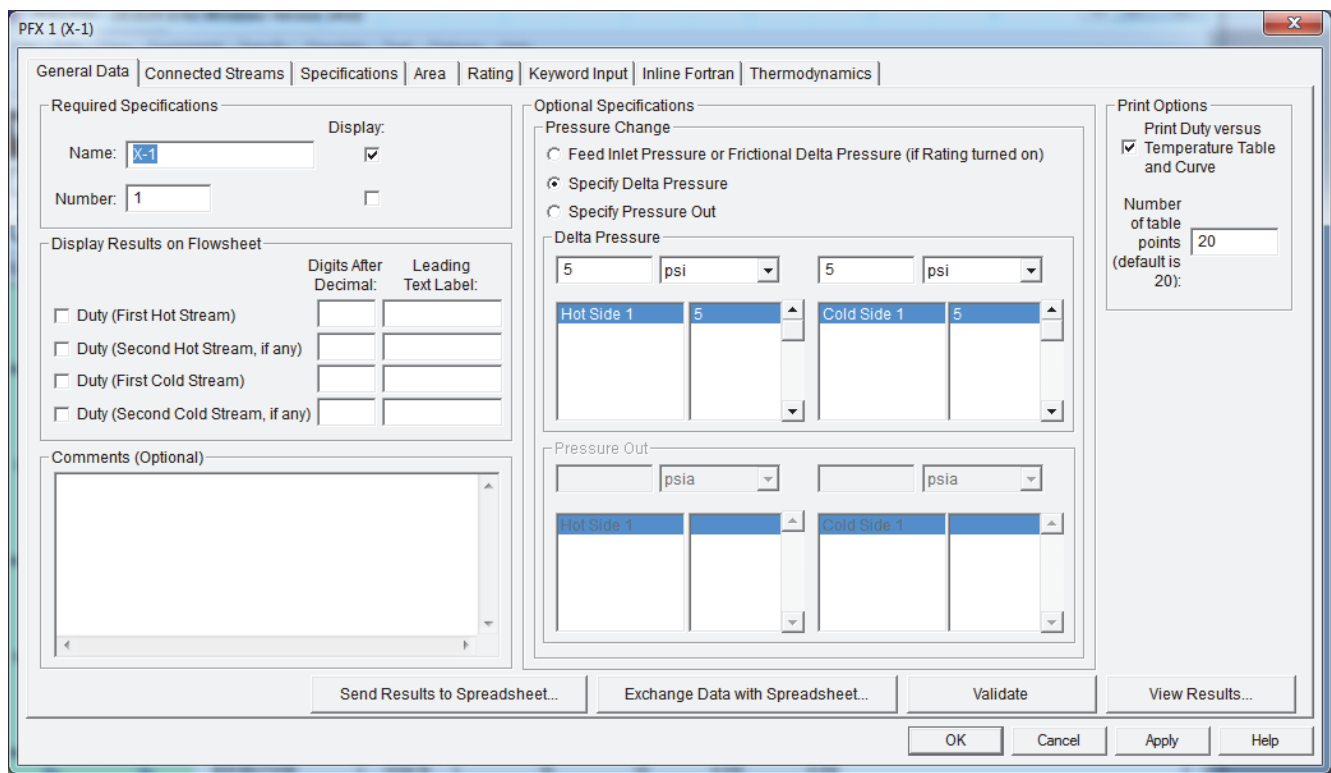 PFX 1 (X-1)
General Data Connected Streams Specifications Area Rating Keyword Input Inline Fortran Thermodynamics
Required Specifications
Display:
Name: X-1
Number: 1
Display Results on Flowsheet
Digits After Leading
Decimal: Text Label:
Duty (First Hot Stream)
Duty (Second Hot Stream, if any)
Duty (First Cold Stream)
Duty (Second Cold Stream, if any)
Comments (Optional)
Optional Specifications
Pressure Change
Feed Inlet Pressure or Frictional Delta Pressure (if Rating turned on)
Specify Delta Pressure
Specify Pressure Out
Delta Pressure
5 psi 5 psi
Hot Side 1 5 Cold Side 1 5
Pressure Out
psia psia
Hot Side 1 Cold Side 1
Print Options
Print Duty versus
Temperature Table
and Curve
Number
of table
points 20
(default is
20):
Send Results to Spreadsheet... Exchange Data with Spreadsheet... Validate View Results...
OK Cancel Apply Help